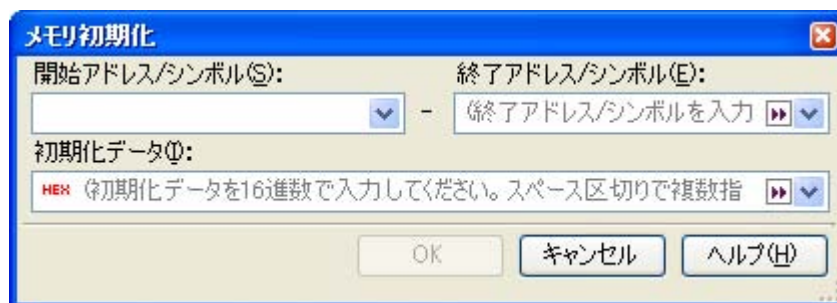 メモリ初期化
開始アドレス/シンボル(S): 終了アドレス/シンボル(E):
- (終了アドレス/シンボルを入力
初期化データ(I):
HEX (初期化データを16進数で入力してください。スペース区切りで複数指
OK キャンセル ヘルプ(H)